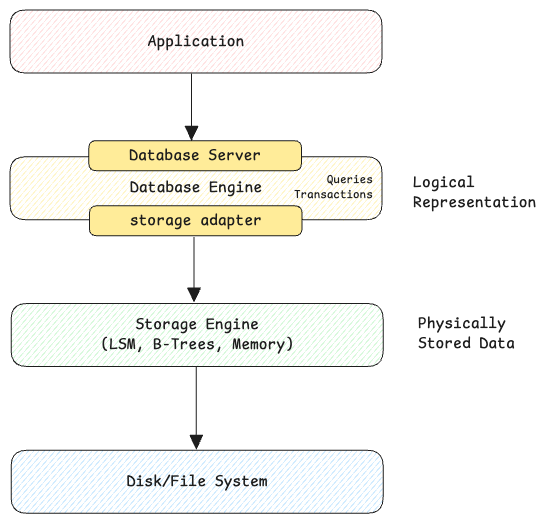 Application
Database Server
Database Engine
Queries
Transactions
storage adapter
Logical
Representation
Storage Engine
(LSM, B-Trees, Memory)
Physically
Stored Data
Disk/File System